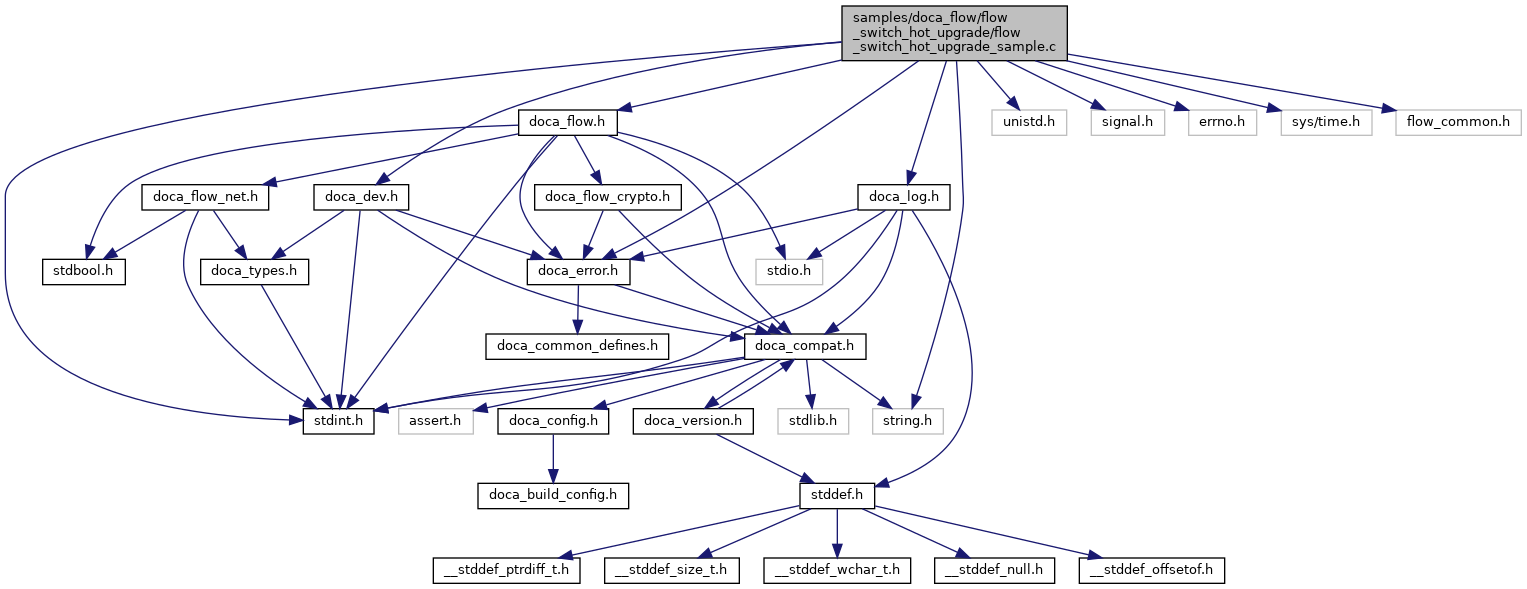 samples/doca_flow/flow
_switch_hot_upgrade/flow
_switch_hot_upgrade_sample.c
doca_flow.h
unistd.h
signal.h
errno.h
sys/time.h
flow_common.h
doca_flow_net.h
doca_dev.h
doca_flow_crypto.h
doca_log.h
stdbool.h
doca_types.h
doca_error.h
stdio.h
doca_common_defines.h
doca_compat.h
stdint.h
assert.h
doca_config.h
doca_version.h
stdlib.h
string.h
doca_build_config.h
stddef.h
__stddef_ptrdiff_t.h
__stddef_size_t.h
__stddef_wchar_t.h
__stddef_null.h
__stddef_offsetof.h